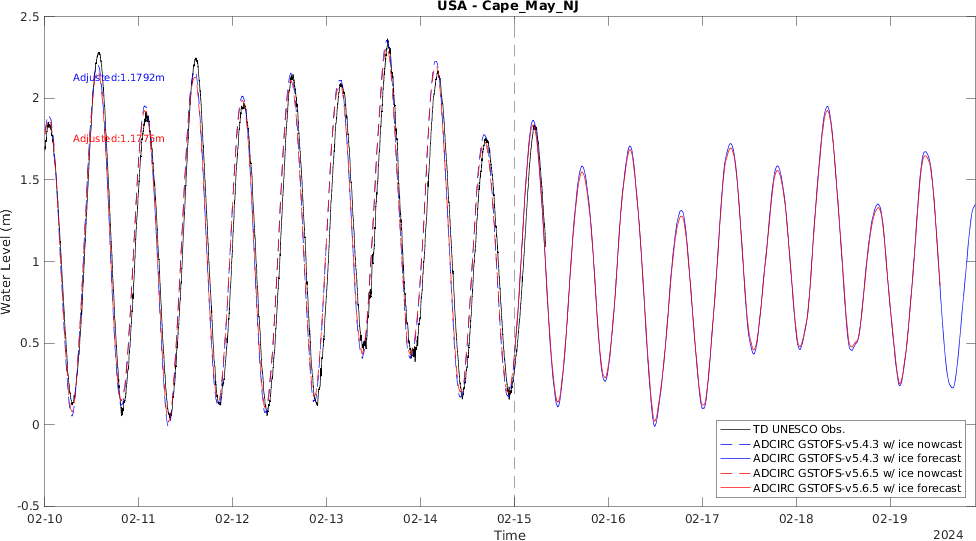 USA - Cape_May_NJ
2.5
2
1.5
1
0.5
0
-0.5
Water Level (m)
Adjusted:1.1792m
Adjusted:1.1776m
TD UNESCO Obs.
ADCIRC GSTOFS-v5.4.3 w/ ice nowcast
ADCIRC GSTOFS-v5.4.3 w/ ice forecast
ADCIRC GSTOFS-v5.6.5 w/ ice nowcast
ADCIRC GSTOFS-v5.6.5 w/ ice forecast
02-10 02-11 02-12 02-13 02-14 02-15 02-16 02-17 02-18 02-19
Time
2024